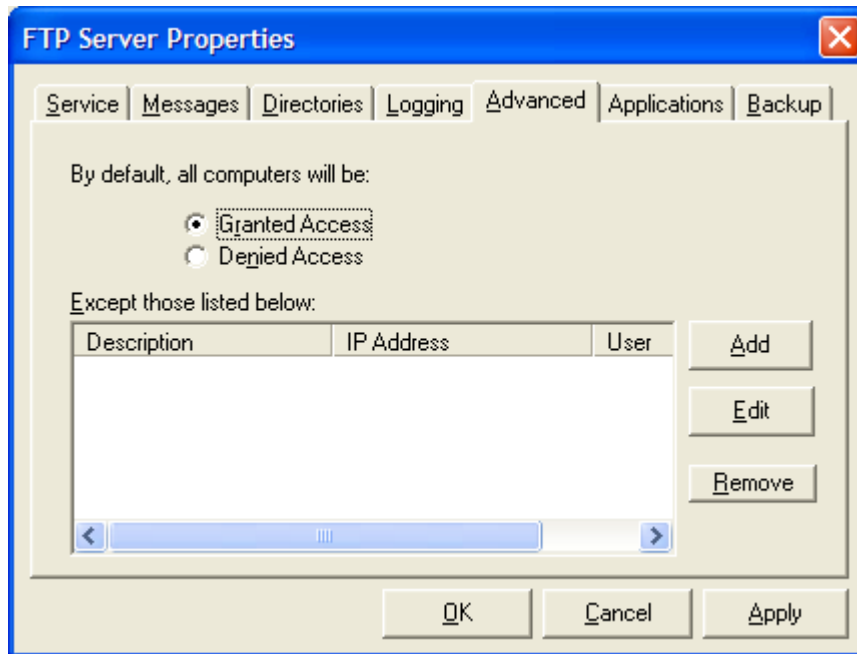 FTP Server Properties
Service Messages Directories Logging Advanced Applications Backup
By default, all computers will be:
Granted Access
Denied Access
Except those listed below:
Description IP Address User
Add
Edit
Remove
OK Cancel Apply